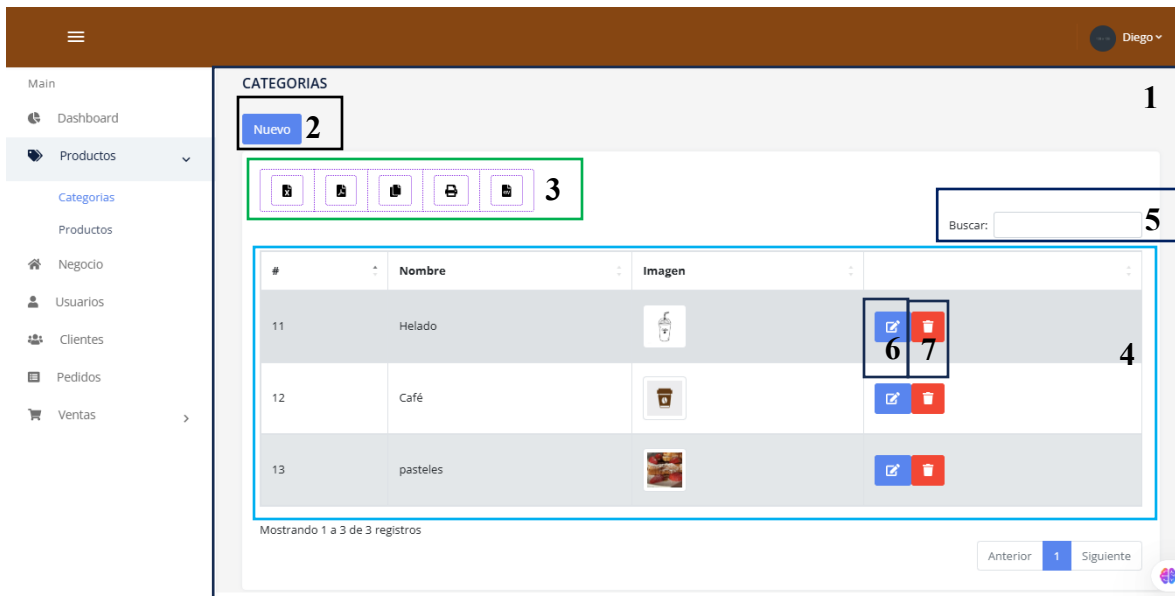 Diego
Main
CATEGORIAS
1
Dashboard
Nuevo 2
Productos
3
Categorias
Productos
Buscar: 5
Negocio
# Nombre Imagen
Usuarios
11 Helado
Clientes
6 7 4
Pedidos
12 Café
Ventas
13 pasteles
Mostrando 1 a 3 de 3 registros
Anterior 1 Siguiente